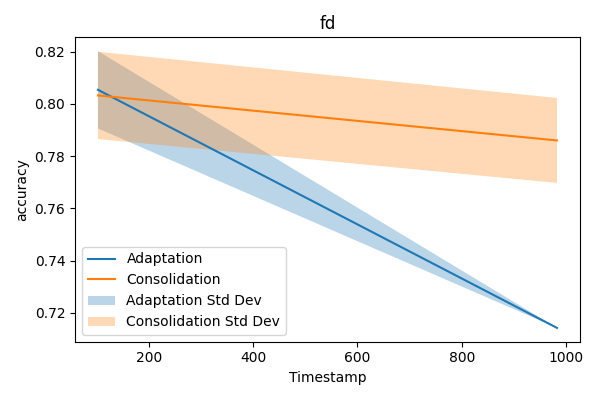 fd
0.82
0.80
0.78
0.76
0.74
0.72
accuracy
Adaptation
Consolidation
Adaptation Std Dev
Consolidation Std Dev
200
400
600
800
1000
Timestamp